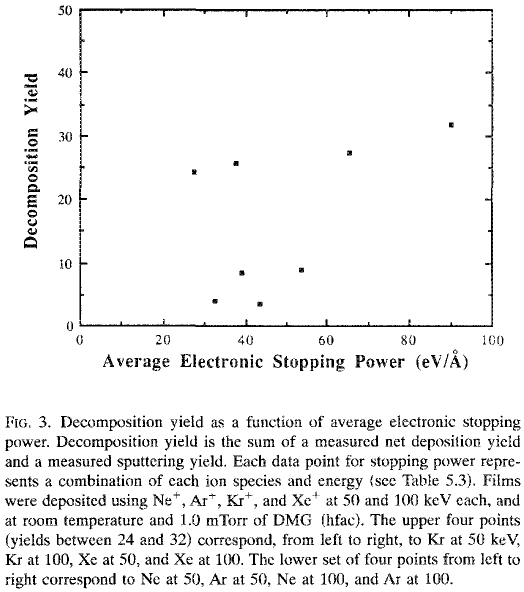 50
40
30
20
10
0
Decomposition Yield
0 20 40 60 80 100
Average Electronic Stopping Power (eV/Å)
FIG. 3. Decomposition yield as a function of average electronic stopping
power. Decomposition yield is the sum of a measured net deposition yield
and a measured sputtering yield. Each data point for stopping power repre-
sents a combination of each ion species and energy (see Table 5.3). Films
were deposited using Ne⁺, Ar⁺, Kr⁺, and Xe⁺ at 50 and 100 keV each, and
at room temperature and 1.0 mTorr of DMG (hfac). The upper four points
(yields between 24 and 32) correspond, from left to right, to Kr at 50 keV,
Kr at 100, Xe at 50, and Xe at 100. The lower set of four points from left to
right correspond to Ne at 50, Ar at 50, Ne at 100, and Ar at 100.